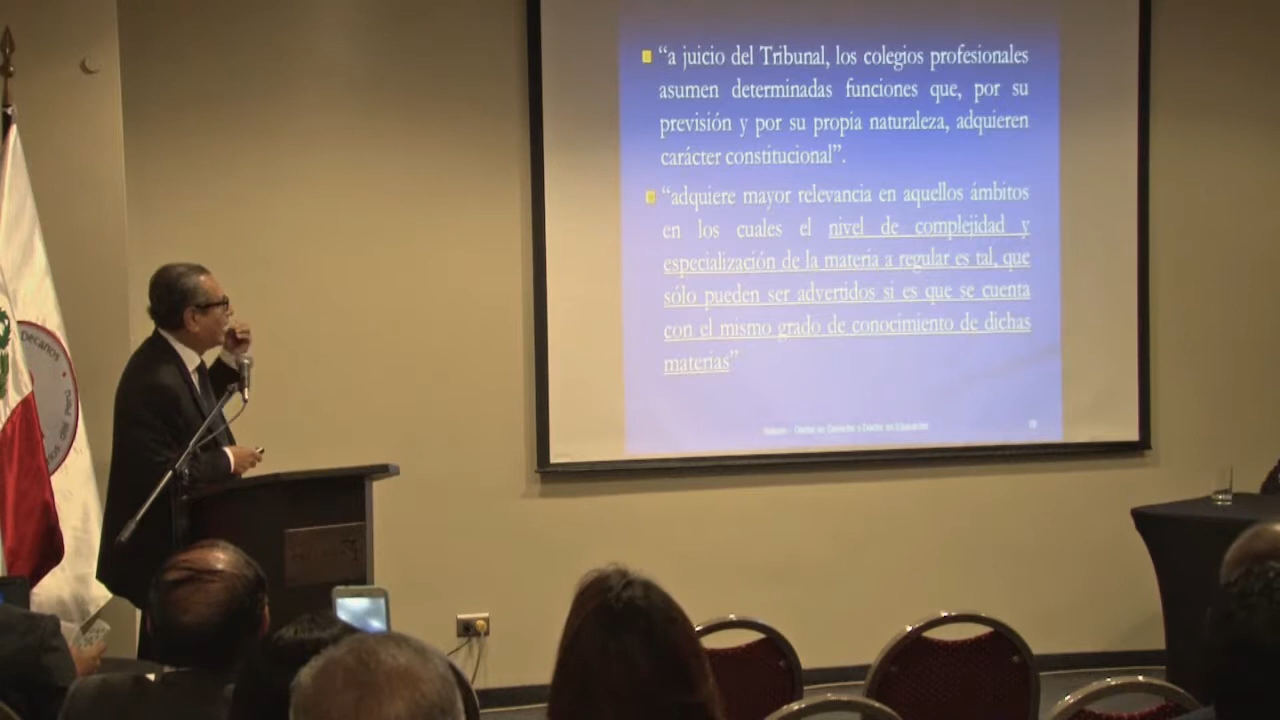 “a juicio del Tribunal, los colegios profesionales
asumen determinadas funciones que, por su
previsión y por su propia naturaleza, adquieren
carácter constitucional”.
“adquiere mayor relevancia en aquellos ámbitos
en los cuales el nivel de complejidad y
especialización de la materia a regular es tal, que
sólo pueden ser advertidos si es que se cuenta
con el mismo grado de conocimiento de dichas
materias”
Decanos
del Perú